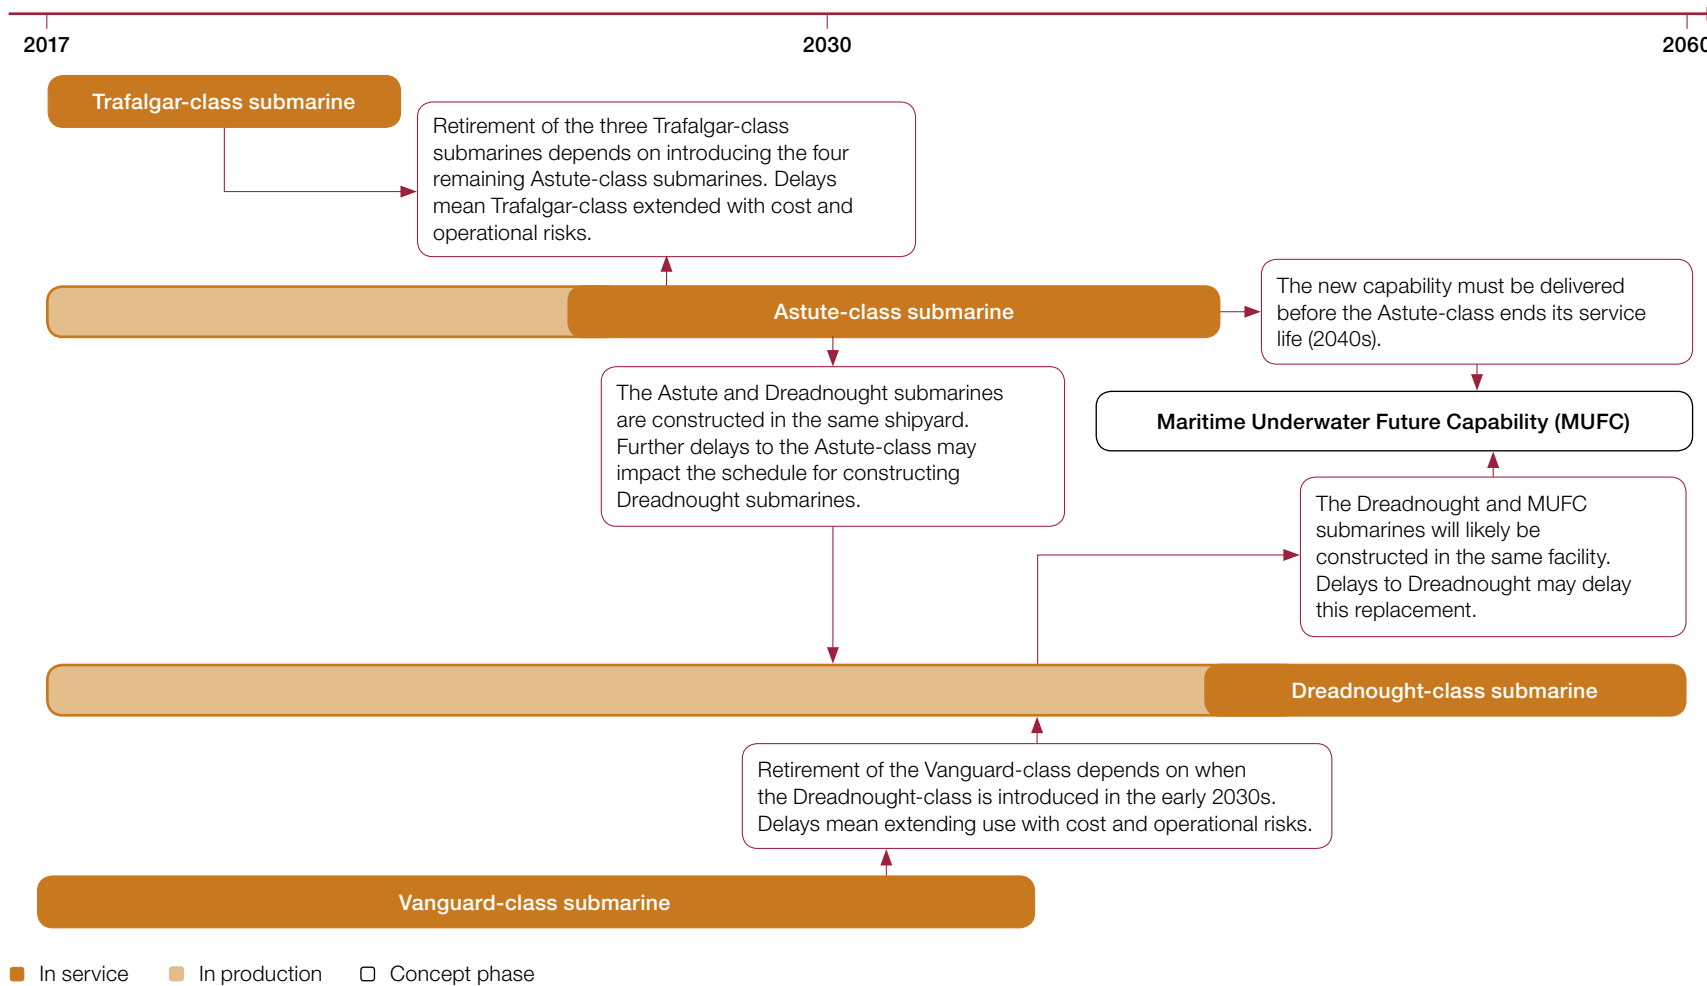 2017
2030
2060
Trafalgar-class submarine
Retirement of the three Trafalgar-class
submarines depends on introducing the four
remaining Astute-class submarines. Delays
mean Trafalgar-class extended with cost and
operational risks.
Astute-class submarine
The new capability must be delivered
before the Astute-class ends its service
life (2040s).
The Astute and Dreadnought submarines
are constructed in the same shipyard.
Further delays to the Astute-class may
impact the schedule for constructing
Dreadnought submarines.
Maritime Underwater Future Capability (MUFC)
The Dreadnought and MUFC
submarines will likely be
constructed in the same facility.
Delays to Dreadnought may delay
this replacement.
Dreadnought-class submarine
Retirement of the Vanguard-class depends on when
the Dreadnought-class is introduced in the early 2030s.
Delays mean extending use with cost and operational risks.
Vanguard-class submarine
In service
In production
Concept phase